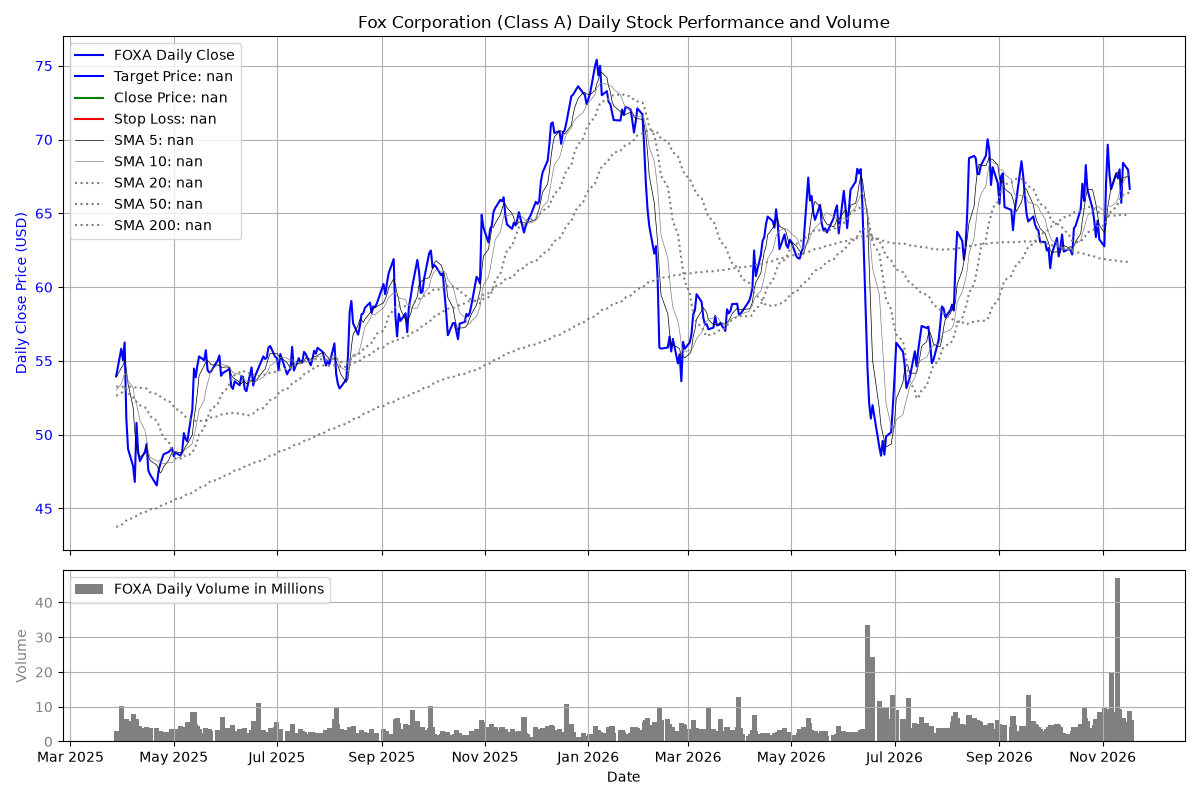 Fox Corporation (Class A) Daily Stock Performance and Volume
FOXA Daily Close
Target Price: nan
Close Price: nan
Stop Loss: nan
SMA 5: nan
SMA 10: nan
SMA 20: nan
SMA 50: nan
SMA 200: nan
Daily Close Price (USD)
75
70
65
60
55
50
45
FOXA Daily Volume in Millions
Volume
40
30
20
10
0
Mar 2025
May 2025
Jul 2025
Sep 2025
Nov 2025
Jan 2026
Mar 2026
May 2026
Jul 2026
Sep 2026
Nov 2026
Date